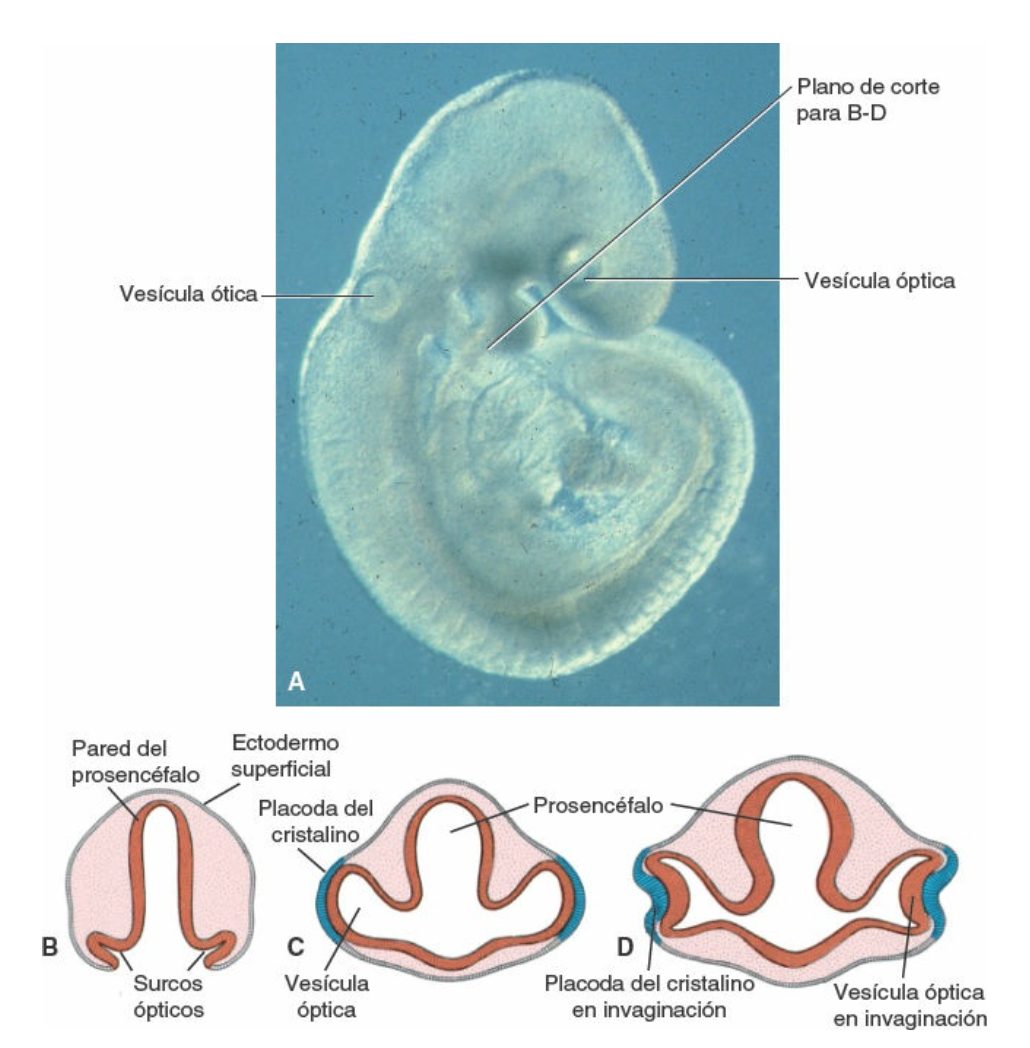 Plano de corte
para B-D
Vesícula ótica
Vesícula óptica
A
Pared del
prosencéfalo
Ectodermo
superficial
Placoda del
cristalino
Prosencéfalo
B
C
D
Surcos
ópticos
Vesícula
óptica
Placoda del cristalino
en invaginación
Vesícula óptica
en invaginación